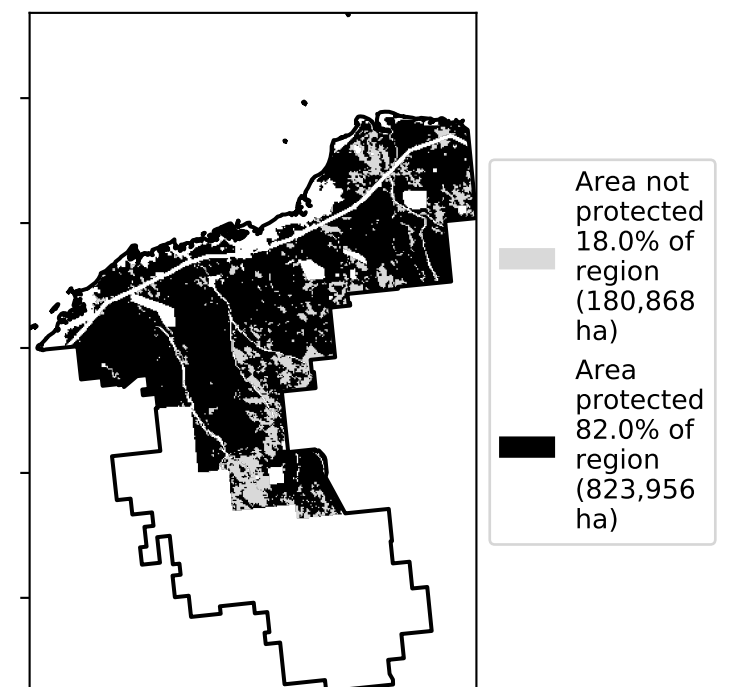 Area not
protected
18.0% of
region
(180,868
ha)
Area
protected
82.0% of
region
(823,956
ha)